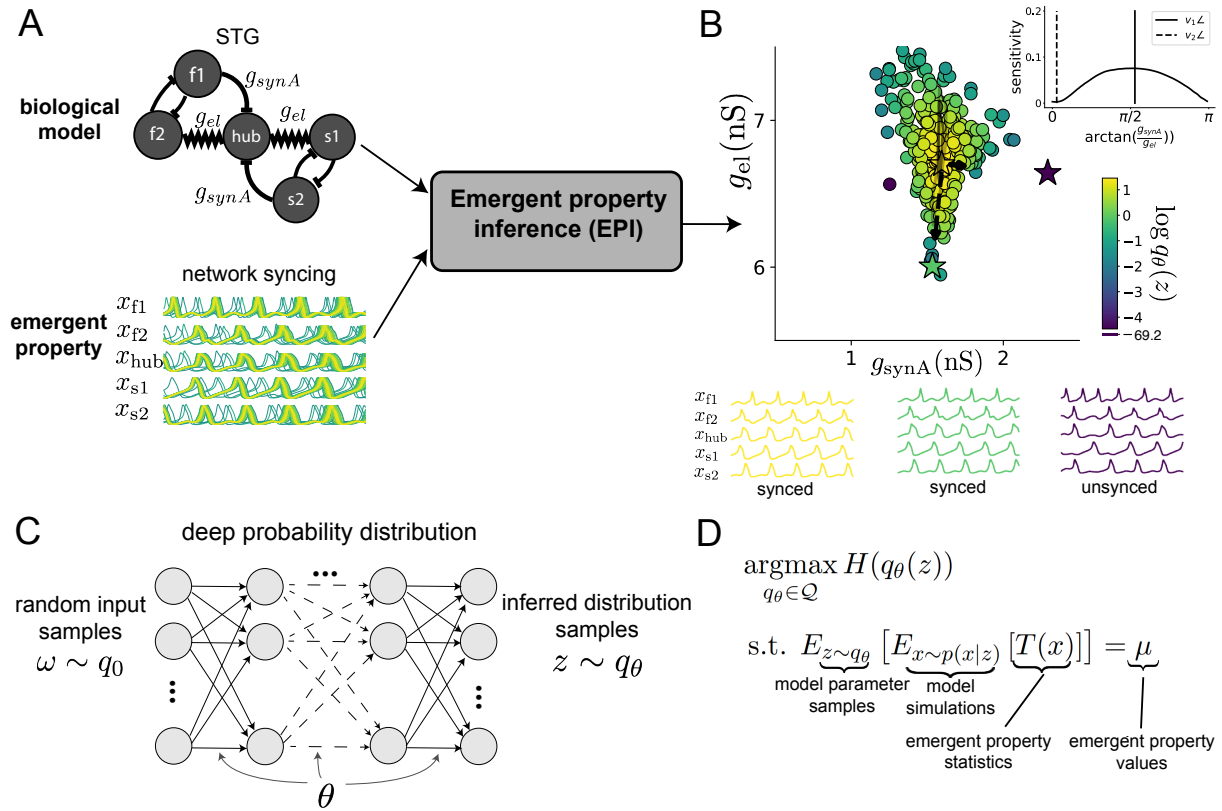 A
STG
f1
g_synA
biological
model
g_el
g_el
f2
hub
s1
g_synA
s2
network syncing
emergent
property
x_f1
x_f2
x_hub
x_s1
x_s2
Emergent property
inference (EPI)
B
g_el(nS)
7
6
1
2
g_synA(nS)
sensitivity
0.2
0.1
0.0
v₁∠
v₂∠
0
π/2
π
arctan(g_synA/g_el))
log q_θ(z)
1
0
−1
−2
−3
−4
−69.2
x_f1
x_f2
x_hub
x_s1
x_s2
synced
synced
unsynced
C
deep probability distribution
...
random input
samples
ω ∼ q₀
inferred distribution
samples
z ∼ q_θ
...
...
θ
D
argmax H(q_θ(z))
q_θ∈Q
s.t. E_z∼q_θ [E_x∼p(x|z) [T(x)]] = μ
model parameter
samples
model
simulations
emergent property
statistics
emergent property
values